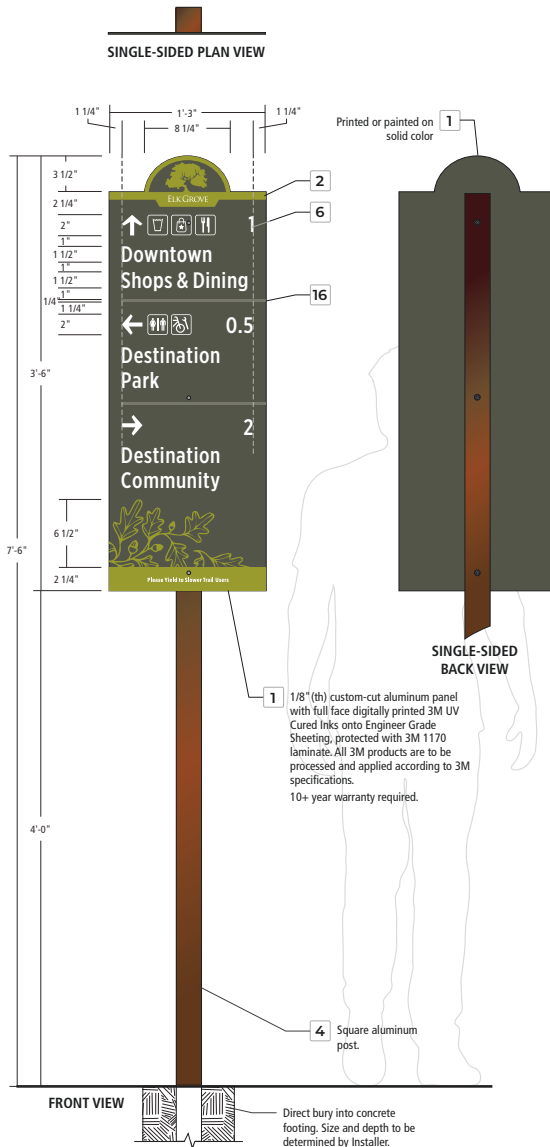 SINGLE-SIDED PLAN VIEW
1 1/4"
1'-3"
1 1/4"
8 1/4"
Printed or painted on
solid color
1
3 1/2"
2 1/4"
2"
1"
1 1/2"
1"
1 1/2"
1"
1/4"
1 1/4"
2"
3'-6"
7'-6"
6 1/2"
2 1/4"
4'-0"
ELK GROVE
2
6
1
Downtown
Shops & Dining
16
0.5
Destination
Park
2
Destination
Community
Please Yield to Slower Trail Users
SINGLE-SIDED
BACK VIEW
1
1/8" (th) custom-cut aluminum panel
with full face digitally printed 3M UV
Cured Inks onto Engineer Grade
Sheeting, protected with 3M 1170
laminate. All 3M products are to be
processed and applied according to 3M
specifications.
10+ year warranty required.
4
Square aluminum
post.
FRONT VIEW
Direct bury into concrete
footing. Size and depth to be
determined by Installer.